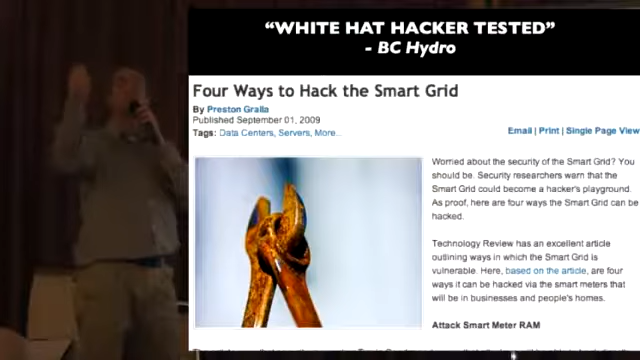 “WHITE HAT HACKER TESTED”
- BC Hydro
Four Ways to Hack the Smart Grid
By Preston Gralla
Published September 01, 2009
Tags: Data Centers, Servers, More..
Email | Print | Single Page View
Worried about the security of the Smart Grid? You
should be. Security researchers warn that the
Smart Grid could become a hacker's playground.
As proof, here are four ways the Smart Grid can be
hacked.
Technology Review has an excellent article
outlining ways in which the Smart Grid is
vulnerable. Here, based on the article, are four
ways it can be hacked via the smart meters that
will be in businesses and people's homes.
Attack Smart Meter RAM